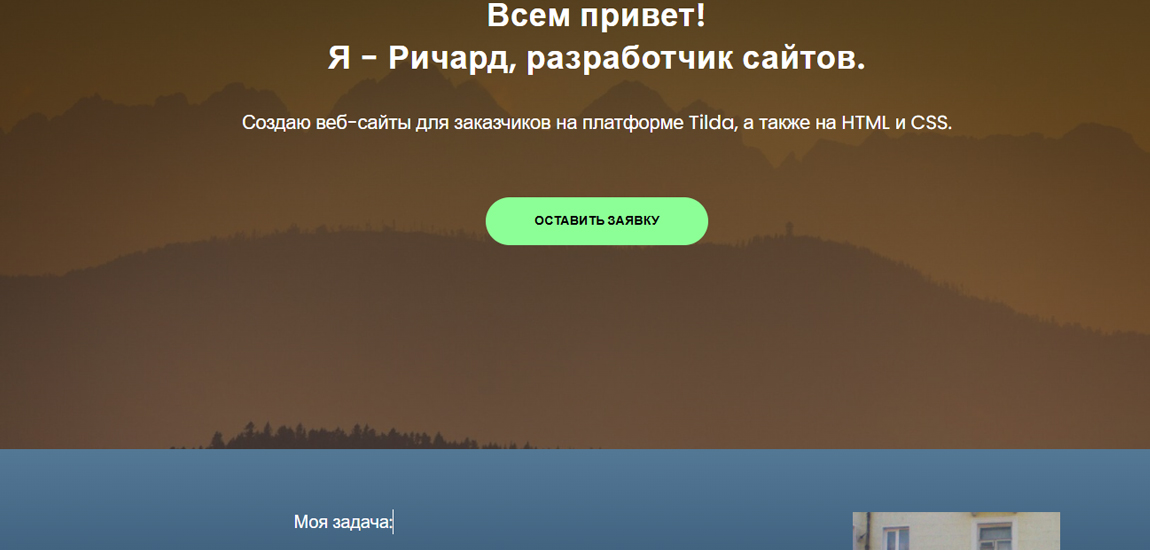 Всем привет!
Я - Ричард, разработчик сайтов.
Создаю веб-сайты для заказчиков на платформе Tilda, а также на HTML и CSS.
ОСТАВИТЬ ЗАЯВКУ
Моя задача: